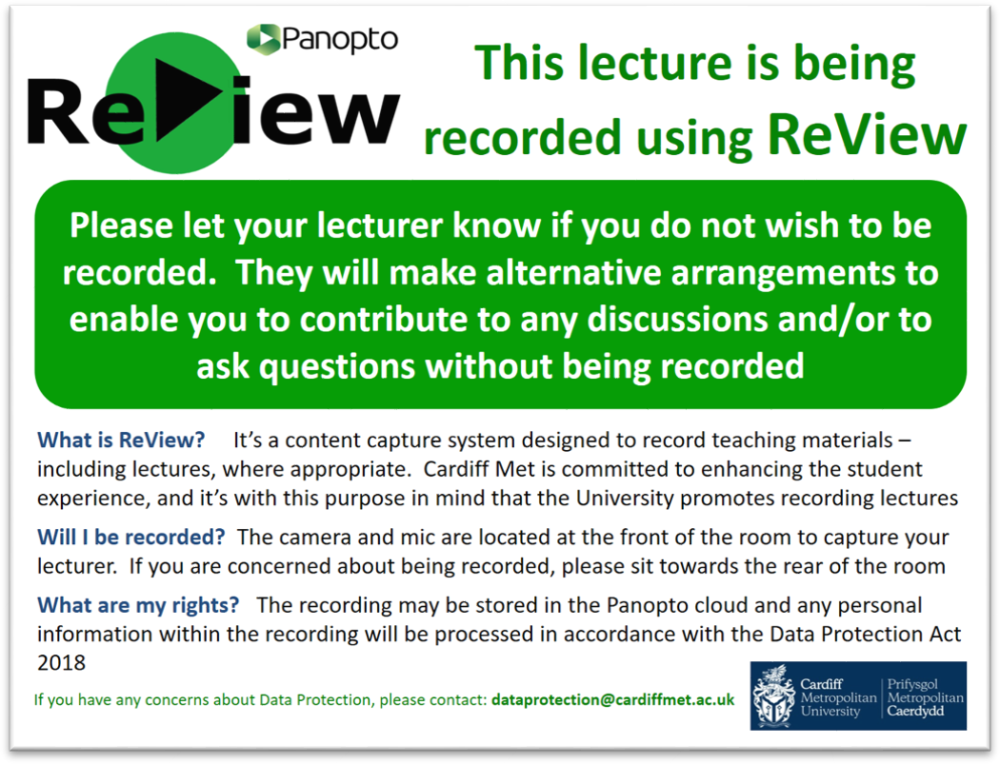 Panopto
ReView
This lecture is being
recorded using ReView
Please let your lecturer know if you do not wish to be
recorded.  They will make alternative arrangements to
enable you to contribute to any discussions and/or to
ask questions without being recorded
What is ReView?    It's a content capture system designed to record teaching materials –
including lectures, where appropriate.  Cardiff Met is committed to enhancing the student
experience, and it's with this purpose in mind that the University promotes recording lectures
Will I be recorded?  The camera and mic are located at the front of the room to capture your
lecturer.  If you are concerned about being recorded, please sit towards the rear of the room
What are my rights?   The recording may be stored in the Panopto cloud and any personal
information within the recording will be processed in accordance with the Data Protection Act
2018
If you have any concerns about Data Protection, please contact: dataprotection@cardiffmet.ac.uk
Cardiff
Metropolitan
University
Prifysgol
Metropolitan
Caerdydd